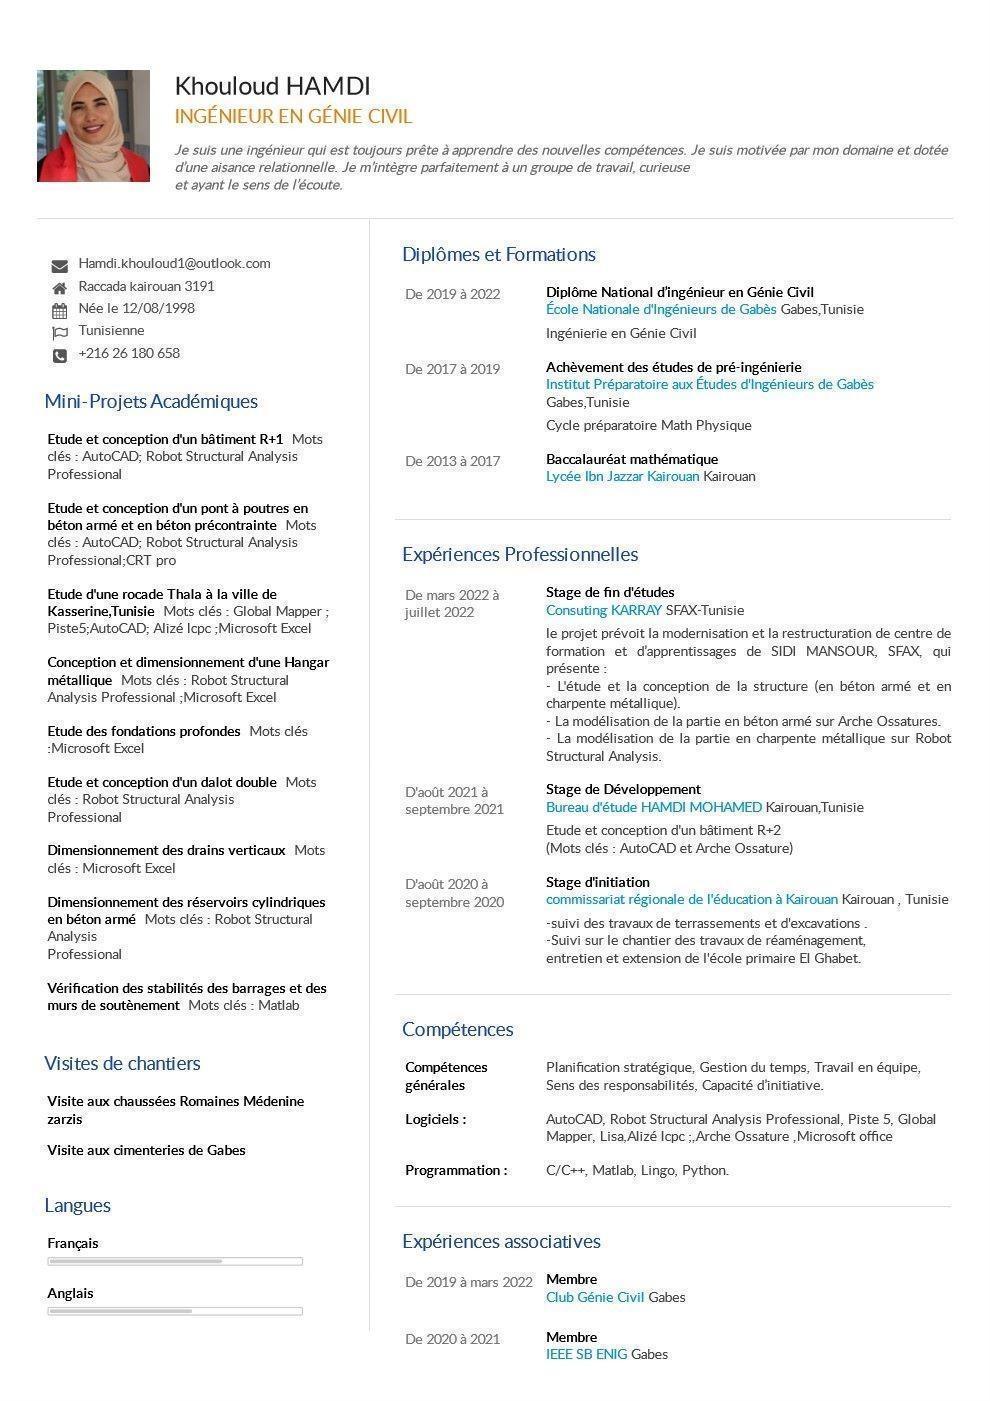 Khouloud HAMDI
INGÉNIEUR EN GÉNIE CIVIL
Je suis une ingénieur qui est toujours prête à apprendre des nouvelles compétences. Je suis motivée par mon domaine et dotée
d’une aisance relationnelle. Je m’intègre parfaitement à un groupe de travail, curieuse
et ayant le sens de l’écoute.
Hamdi.khouloud1@outlook.com
Raccada kairouan 3191
Née le 12/08/1998
Tunisienne
+216 26 180 658
Mini-Projets Académiques
Etude et conception d'un bâtiment R+1 Mots
clés : AutoCAD; Robot Structural Analysis
Professional
Etude et conception d'un pont à poutres en
béton armé et en béton précontrainte Mots
clés : AutoCAD; Robot Structural Analysis
Professional;CRT pro
Etude d'une rocade Thala à la ville de
Kasserine,Tunisie Mots clés : Global Mapper ;
Piste5;AutoCAD; Alizé lcpc ;Microsoft Excel
Conception et dimensionnement d'une Hangar
métallique Mots clés : Robot Structural
Analysis Professional ;Microsoft Excel
Etude des fondations profondes Mots clés
:Microsoft Excel
Etude et conception d'un dalot double Mots
clés : Robot Structural Analysis
Professional
Dimensionnement des drains verticaux Mots
clés : Microsoft Excel
Dimensionnement des réservoirs cylindriques
en béton armé Mots clés : Robot Structural
Analysis
Professional
Vérification des stabilités des barrages et des
murs de soutènement Mots clés : Matlab
Visites de chantiers
Visite aux chaussées Romaines Médenine
zarzis
Visite aux cimenteries de Gabes
Langues
Français
Anglais
Diplômes et Formations
De 2019 à 2022
Diplôme National d’ingénieur en Génie Civil
École Nationale d'Ingénieurs de Gabès Gabes,Tunisie
Ingénierie en Génie Civil
De 2017 à 2019
Achèvement des études de pré-ingénierie
Institut Préparatoire aux Études d'Ingénieurs de Gabès
Gabes,Tunisie
Cycle préparatoire Math Physique
De 2013 à 2017
Baccalauréat mathématique
Lycée Ibn Jazzar Kairouan Kairouan
Expériences Professionnelles
De mars 2022 à
juillet 2022
Stage de fin d'études
Consuting KARRAY SFAX-Tunisie
le projet prévoit la modernisation et la restructuration de centre de
formation et d’apprentissages de SIDI MANSOUR, SFAX, qui
présente :
- L'étude et la conception de la structure (en béton armé et en
charpente métallique).
- La modélisation de la partie en béton armé sur Arche Ossatures.
- La modélisation de la partie en charpente métallique sur Robot
Structural Analysis.
D'août 2021 à
septembre 2021
Stage de Développement
Bureau d'étude HAMDI MOHAMED Kairouan,Tunisie
Etude et conception d'un bâtiment R+2
(Mots clés : AutoCAD et Arche Ossature)
D'août 2020 à
septembre 2020
Stage d'initiation
commissariat régionale de l'éducation à Kairouan Kairouan , Tunisie
-suivi des travaux de terrassements et d'excavations .
-Suivi sur le chantier des travaux de réaménagement,
entretien et extension de l'école primaire El Ghabet.
Compétences
Compétences
générales
Planification stratégique, Gestion du temps, Travail en équipe,
Sens des responsabilités, Capacité d’initiative.
Logiciels :
AutoCAD, Robot Structural Analysis Professional, Piste 5, Global
Mapper, Lisa,Alizé lcpc ;,Arche Ossature ,Microsoft office
Programmation :
C/C++, Matlab, Lingo, Python.
Expériences associatives
De 2019 à mars 2022
Membre
Club Génie Civil Gabes
De 2020 à 2021
Membre
IEEE SB ENIG Gabes